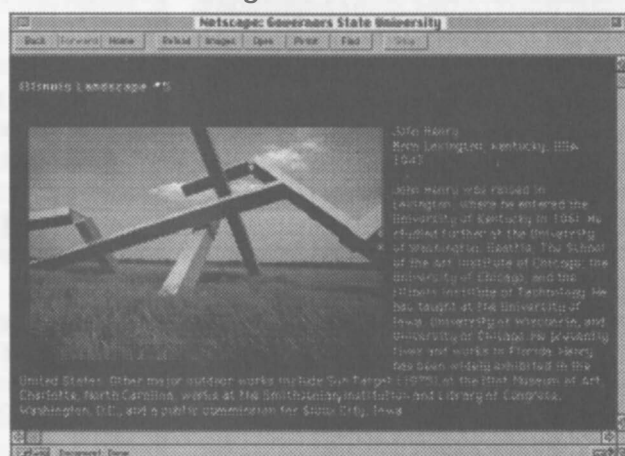 Netscape: Governors State University
Back Forward Home Reload Images Open Print Find Stop
Illinois Landscape #5
John Henry
Born Lexington, Kentucky, USA
1943
John Henry was raised in
Lexington, where he entered the
University of Kentucky in 1961. He
studied further at the University
of Washington, Seattle, The School
of the Art Institute of Chicago, the
University of Chicago, and the
Illinois Institute of Technology. He
has taught at the University of
Iowa, University of Wisconsin, and
University of Chicago. He presently
lives and works in Florida. Henry
has been widely exhibited in the
United States. Other major outdoor works include Sun Target (1975) at the Mint Museum of Art,
Charlotte, North Carolina, works at the Smithsonian Institution and Library of Congress,
Washington, D.C., and a public commission for Sioux City, Iowa
Document: Done